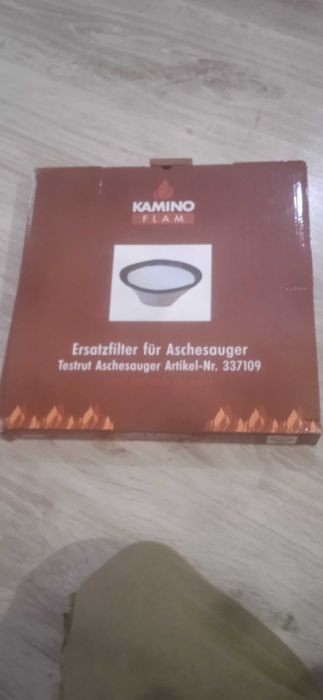 KAMINO
FLAM
Ersatzfilter für Aschesauger
Testrut Aschesauger Artikel-Nr. 337109